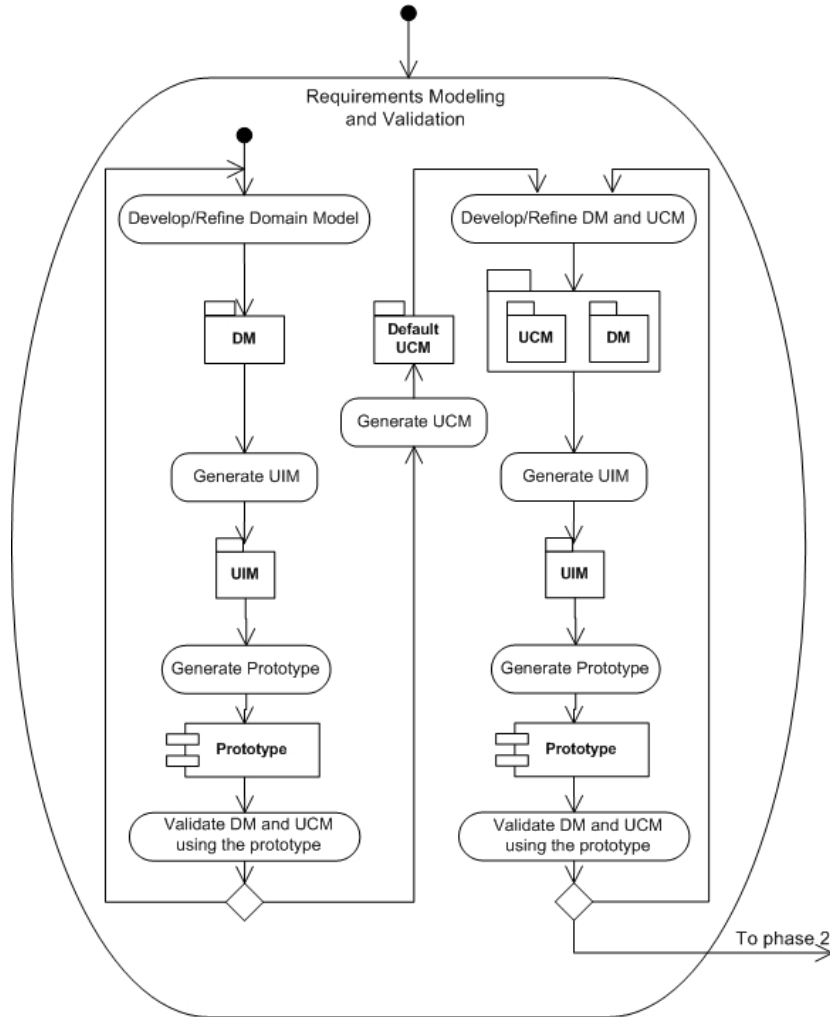 Requirements Modeling
and Validation
Develop/Refine Domain Model
DM
Generate UIM
UIM
Generate Prototype
Prototype
Validate DM and UCM
using the prototype
Default
UCM
Generate UCM
Develop/Refine DM and UCM
UCM
DM
Generate UIM
UIM
Generate Prototype
Prototype
Validate DM and UCM
using the prototype
To phase 2